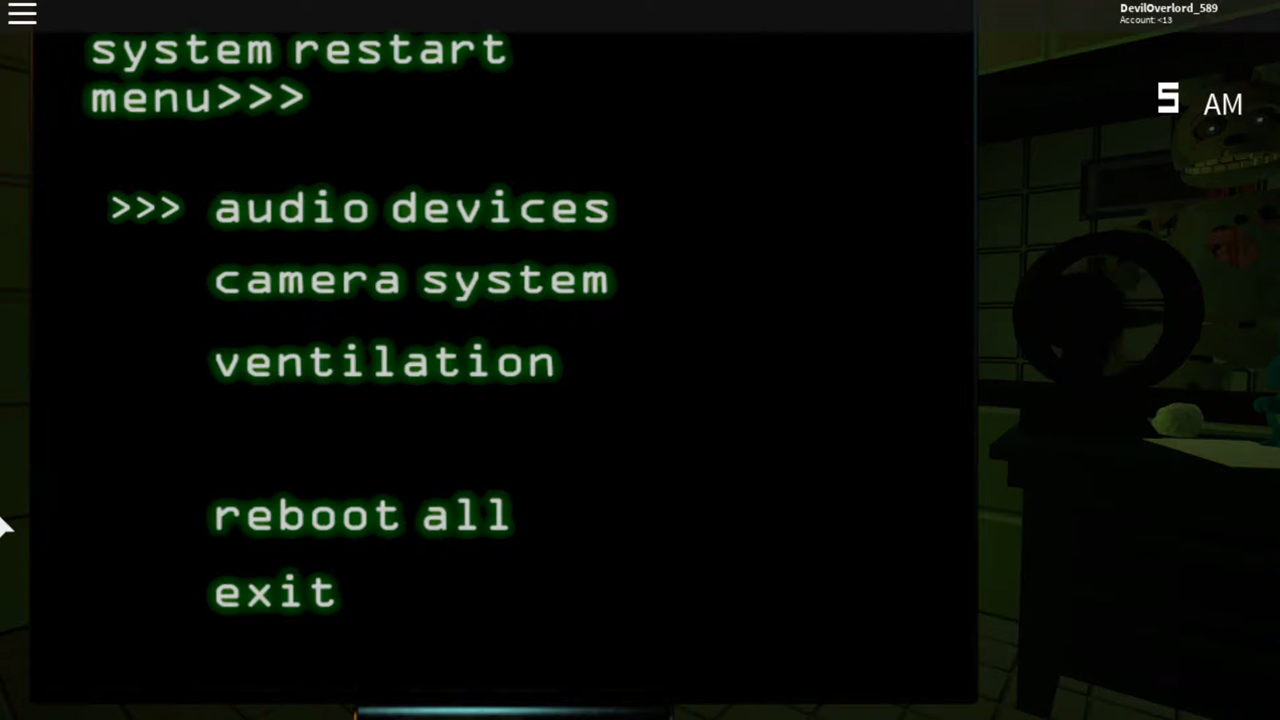 DevilOverlord_589
Account: <13
system restart
menu>>>
5 AM
>>> audio devices
camera system
ventilation
reboot all
exit